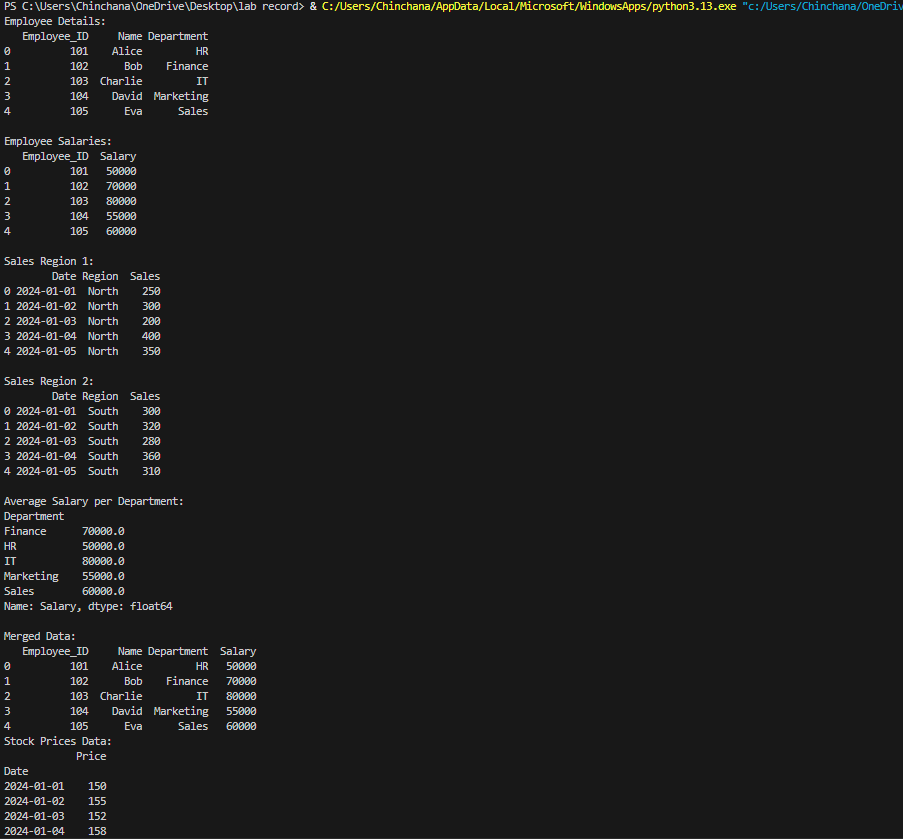 PS C:\Users\Chinchana\OneDrive\Desktop\lab record> & C:/Users/Chinchana/AppData/Local/Microsoft/WindowsApps/python3.13.exe "c:/Users/Chinchana/OneDriv
Employee Details:
   Employee_ID     Name Department
0          101    Alice         HR
1          102      Bob    Finance
2          103  Charlie         IT
3          104    David  Marketing
4          105      Eva      Sales

Employee Salaries:
   Employee_ID  Salary
0          101   50000
1          102   70000
2          103   80000
3          104   55000
4          105   60000

Sales Region 1:
        Date Region  Sales
0 2024-01-01  North    250
1 2024-01-02  North    300
2 2024-01-03  North    200
3 2024-01-04  North    400
4 2024-01-05  North    350

Sales Region 2:
        Date Region  Sales
0 2024-01-01  South    300
1 2024-01-02  South    320
2 2024-01-03  South    280
3 2024-01-04  South    360
4 2024-01-05  South    310

Average Salary per Department:
Department
Finance      70000.0
HR           50000.0
IT           80000.0
Marketing    55000.0
Sales        60000.0
Name: Salary, dtype: float64

Merged Data:
   Employee_ID     Name Department  Salary
0          101    Alice         HR   50000
1          102      Bob    Finance   70000
2          103  Charlie         IT   80000
3          104    David  Marketing   55000
4          105      Eva      Sales   60000
Stock Prices Data:
            Price
Date
2024-01-01    150
2024-01-02    155
2024-01-03    152
2024-01-04    158